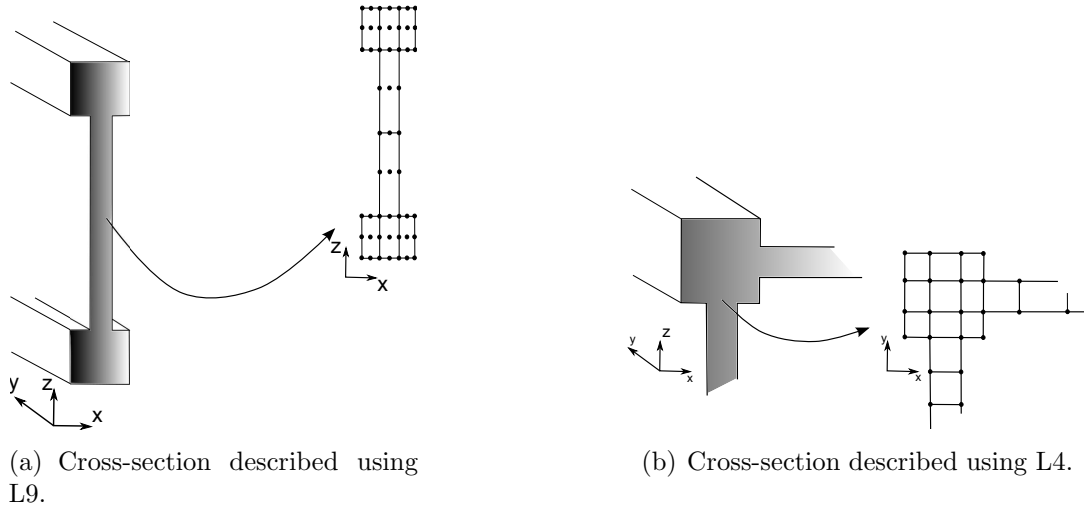 z
x
y
z
x
y
z
x
y
x
(a) Cross-section described using
L9.
(b) Cross-section described using L4.